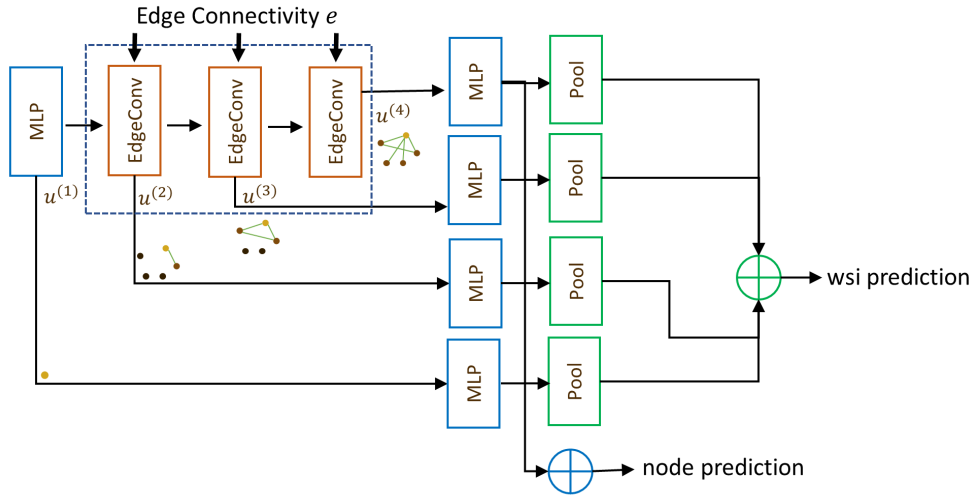 Edge Connectivity e
MLP
EdgeConv
EdgeConv
EdgeConv
u^(1)
u^(2)
u^(3)
u^(4)
MLP
Pool
MLP
Pool
MLP
Pool
MLP
Pool
wsi prediction
node prediction